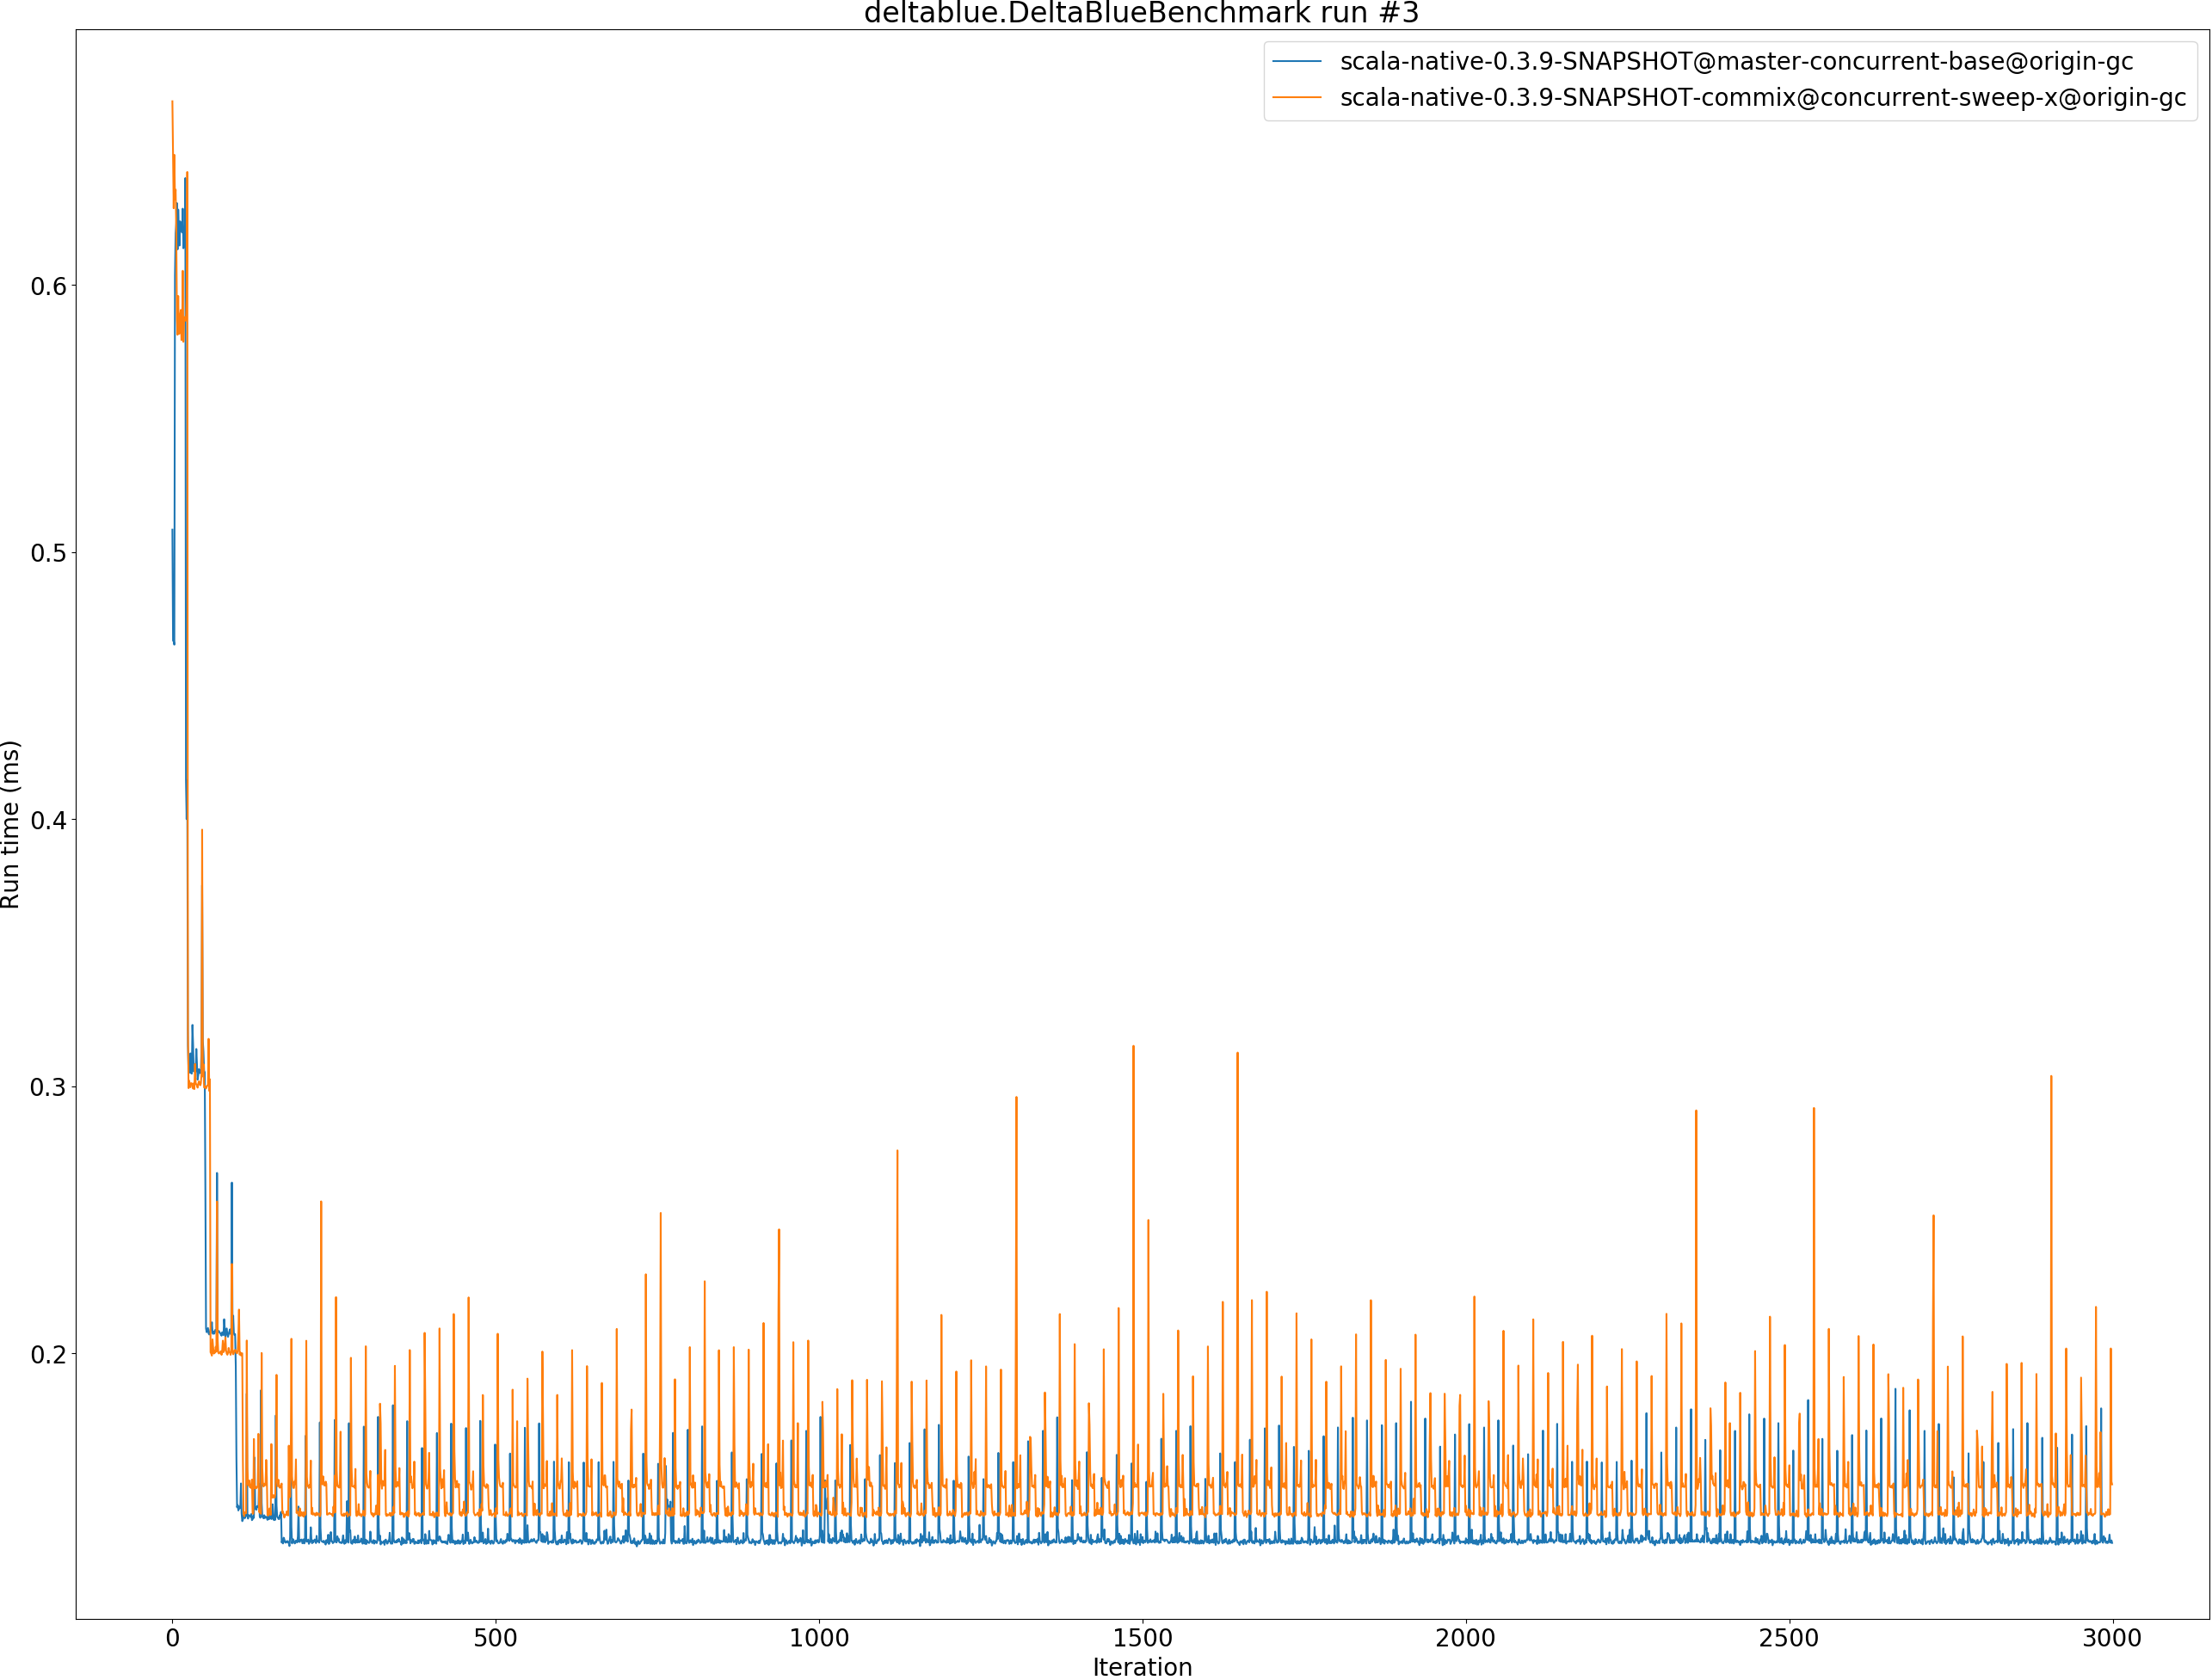 deltablue.DeltaBlueBenchmark run #3
scala-native-0.3.9-SNAPSHOT@master-concurrent-base@origin-gc
scala-native-0.3.9-SNAPSHOT-commix@concurrent-sweep-x@origin-gc
Run time (ms)
0.6
0.5
0.4
0.3
0.2
0
500
1000
1500
2000
2500
3000
Iteration